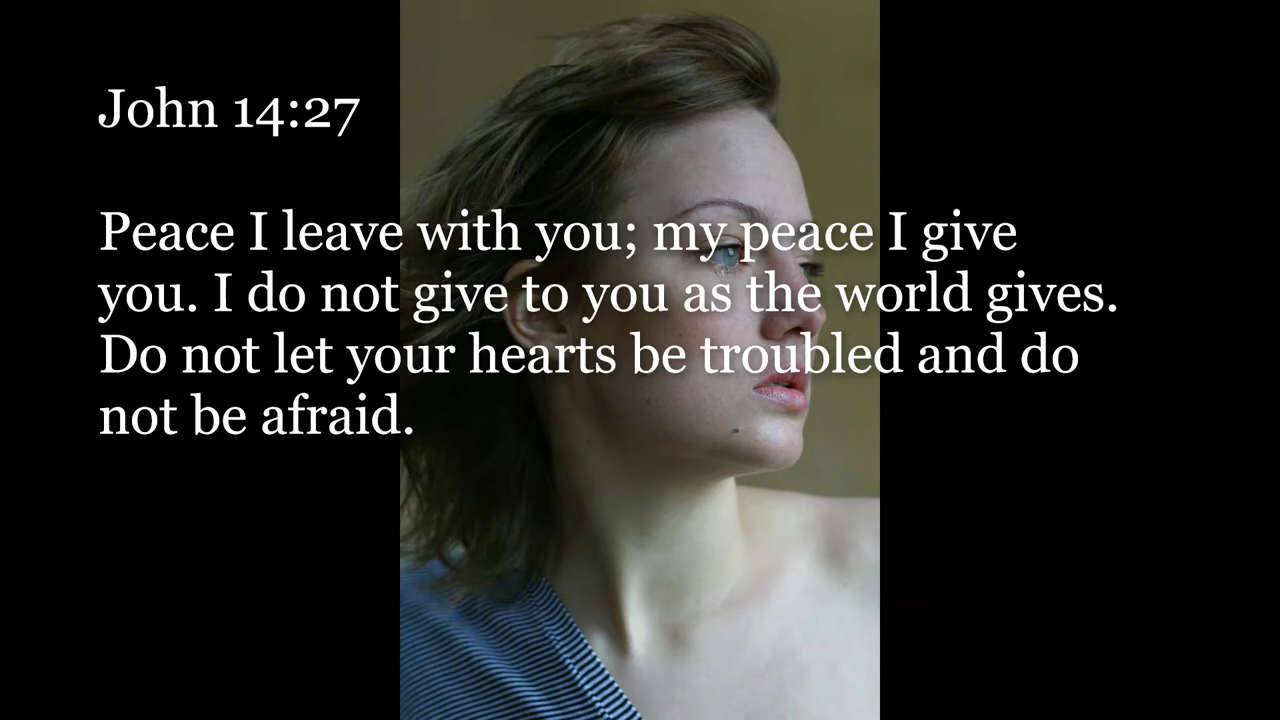 John 14:27
Peace I leave with you; my peace I give
you. I do not give to you as the world gives.
Do not let your hearts be troubled and do
not be afraid.